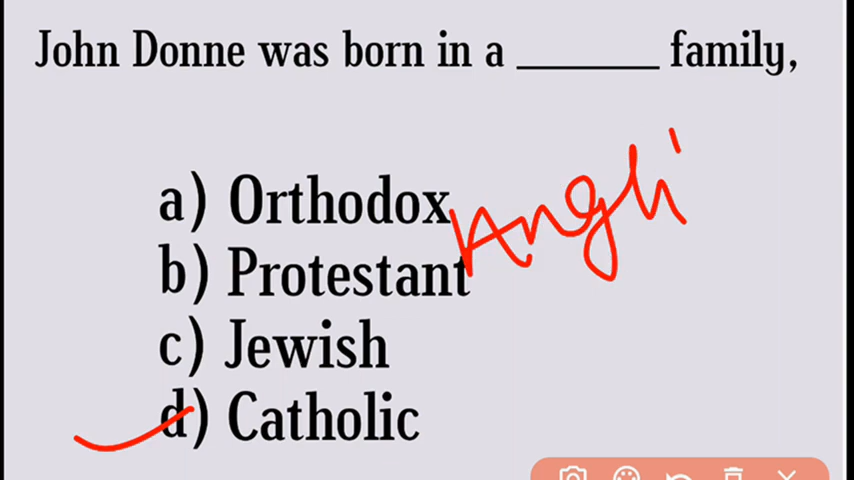 John Donne was born in a _______ family,
a) Orthodox
Angli
b) Protestant
c) Jewish
d) Catholic